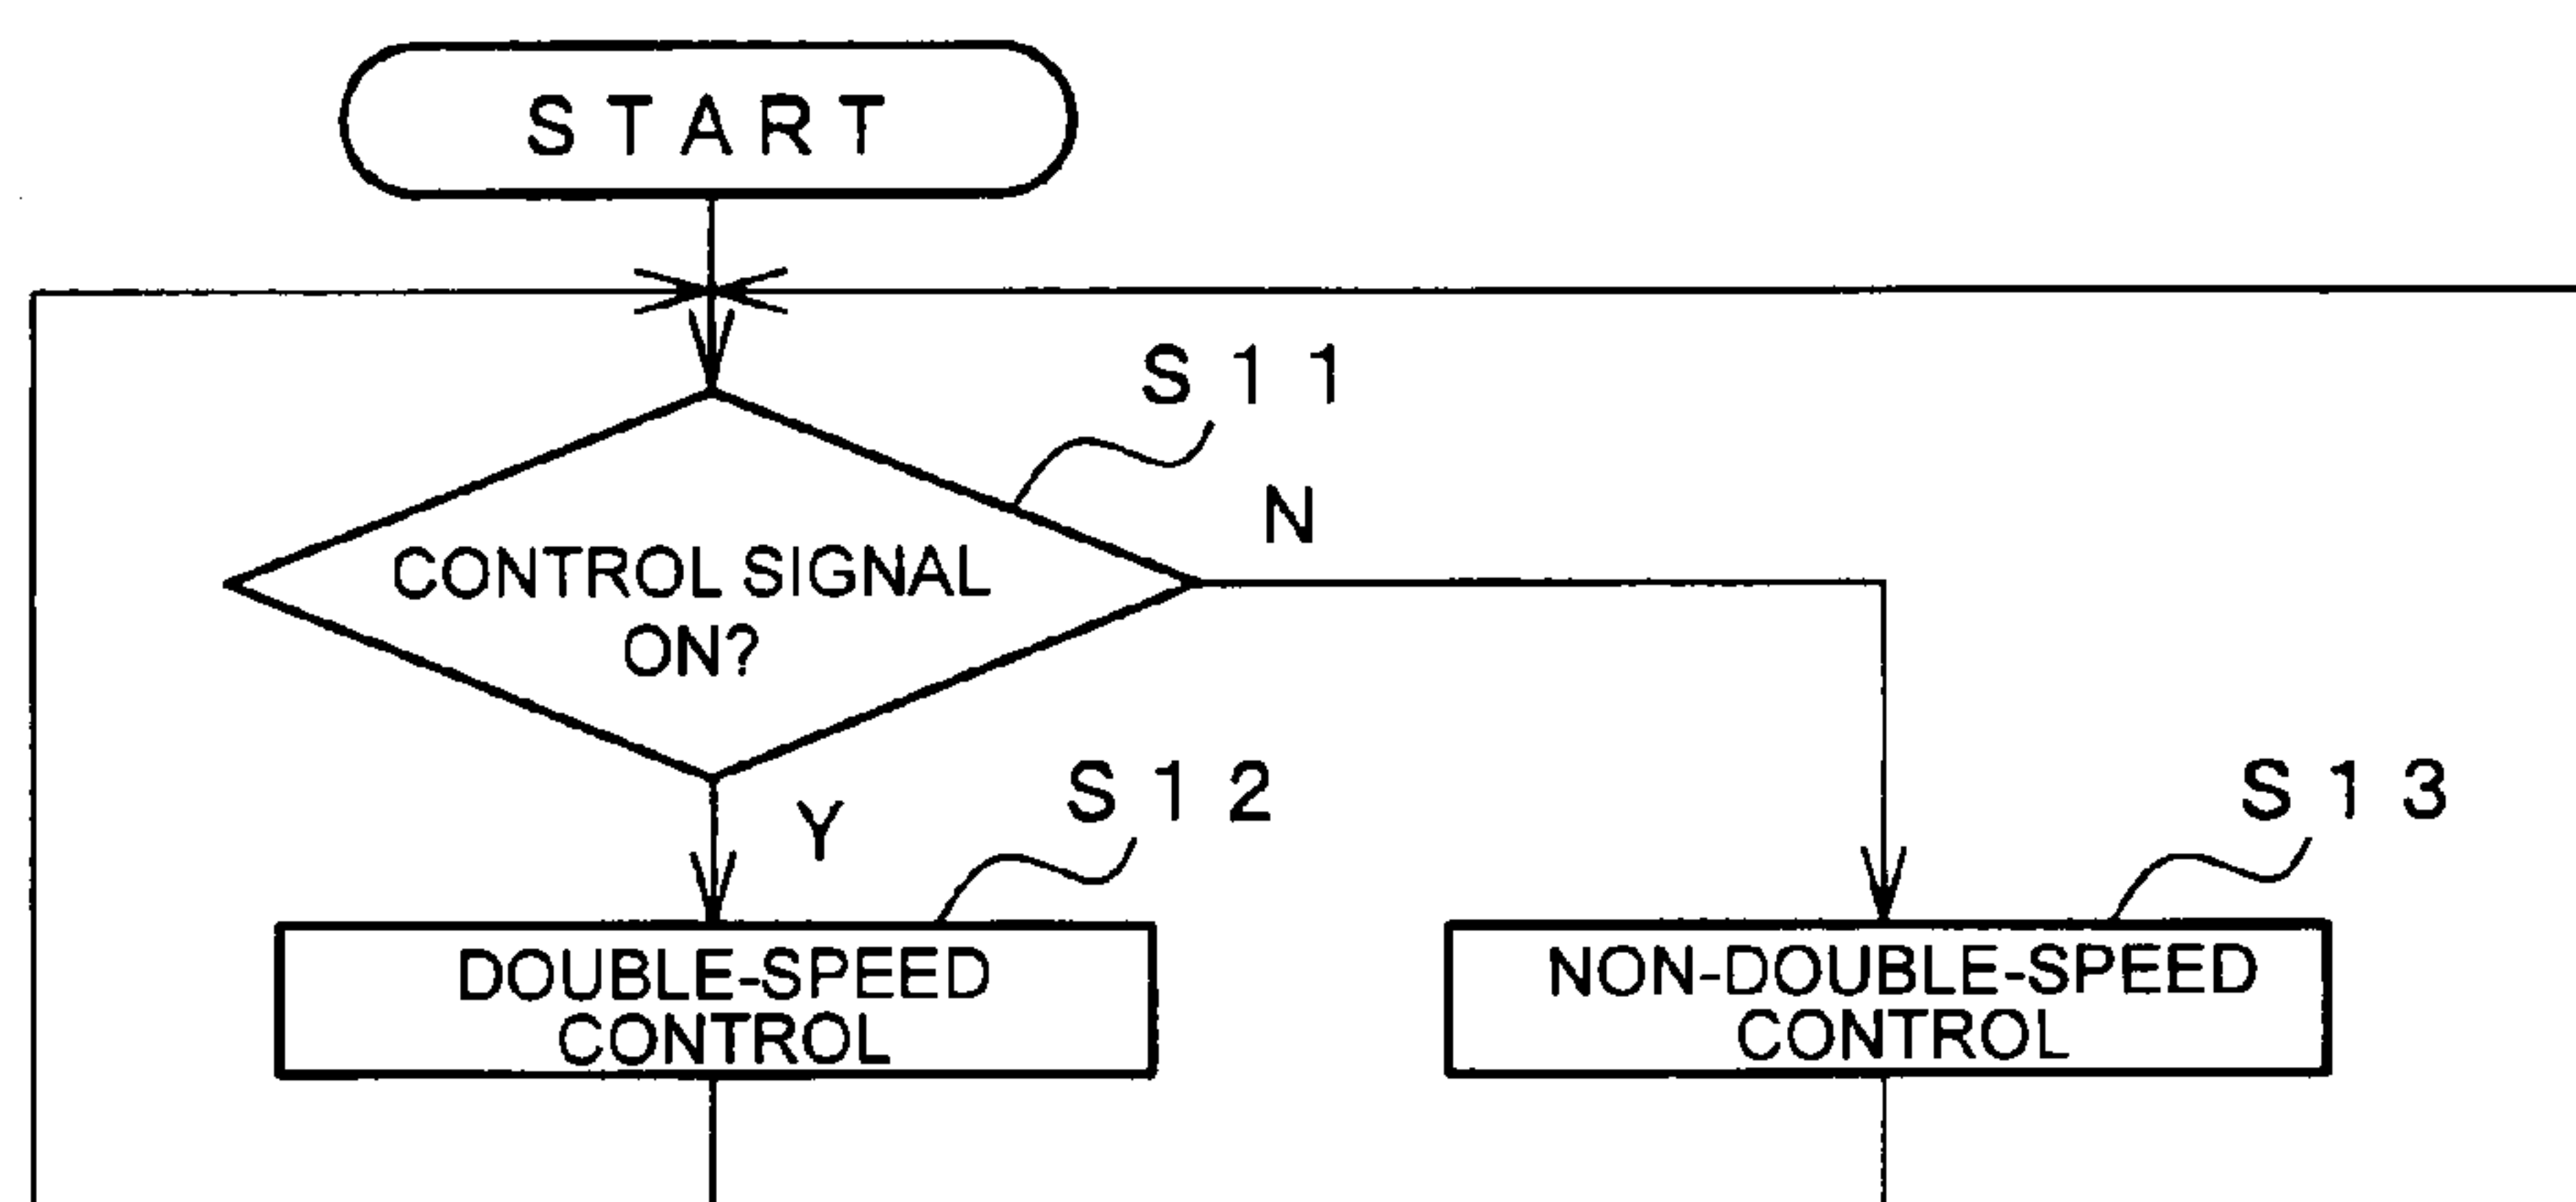 START
S11
N
CONTROL SIGNAL
ON?
Y
S12
S13
DOUBLE-SPEED
CONTROL
NON-DOUBLE-SPEED
CONTROL